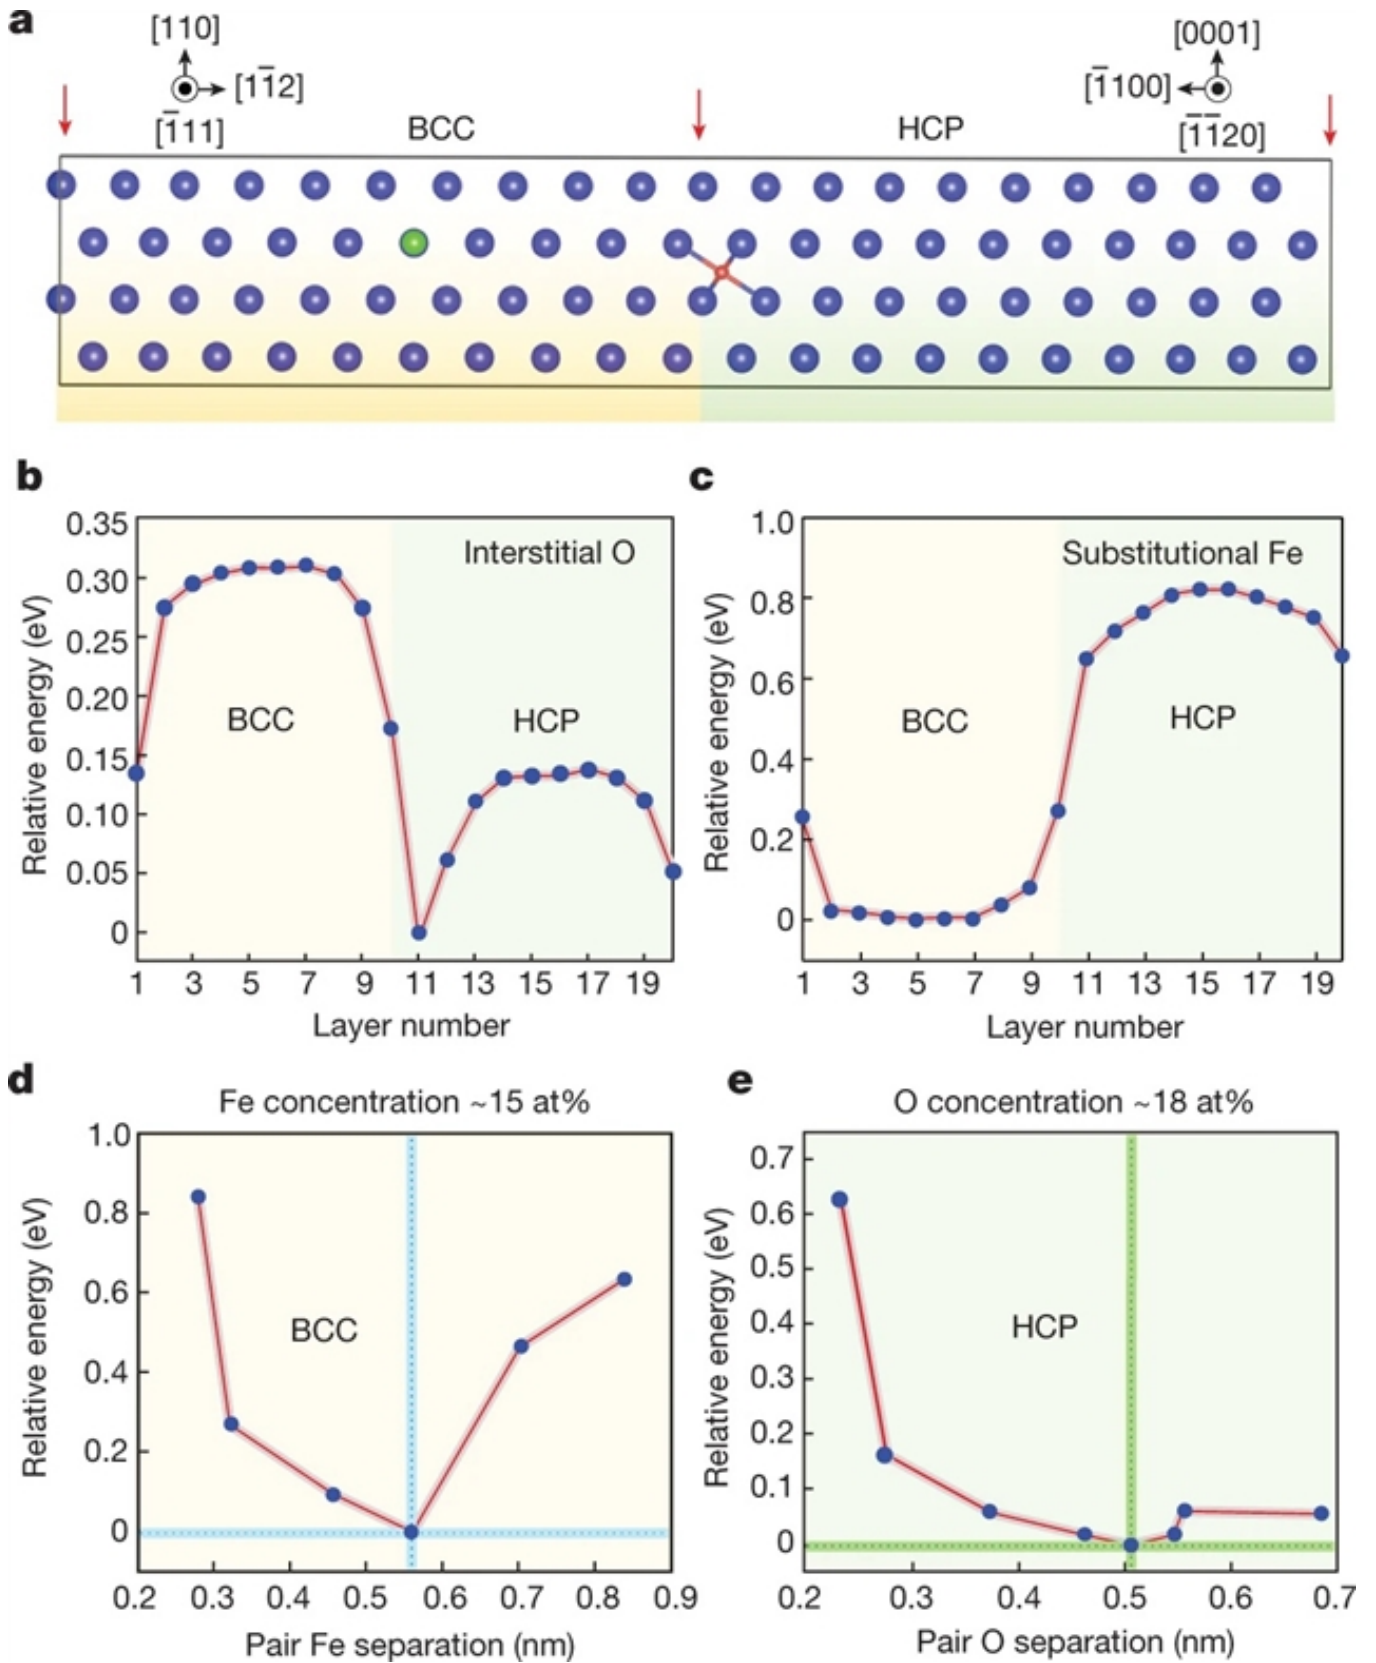 a
[110]
[1̅12]
[̅111]
BCC
HCP
[0001]
[̅1100]
[̅1̅120]
b
0.35
0.30
0.25
0.20
0.15
0.10
0.05
0
Relative energy (eV)
Interstitial O
BCC
HCP
1 3 5 7 9 11 13 15 17 19
Layer number
c
1.0
0.8
0.6
0.4
0.2
0
Relative energy (eV)
Substitutional Fe
BCC
HCP
1 3 5 7 9 11 13 15 17 19
Layer number
d
Fe concentration ~15 at%
1.0
0.8
0.6
0.4
0.2
0
Relative energy (eV)
BCC
0.2 0.3 0.4 0.5 0.6 0.7 0.8 0.9
Pair Fe separation (nm)
e
O concentration ~18 at%
0.7
0.6
0.5
0.4
0.3
0.2
0.1
0
Relative energy (eV)
HCP
0.2 0.3 0.4 0.5 0.6 0.7
Pair O separation (nm)